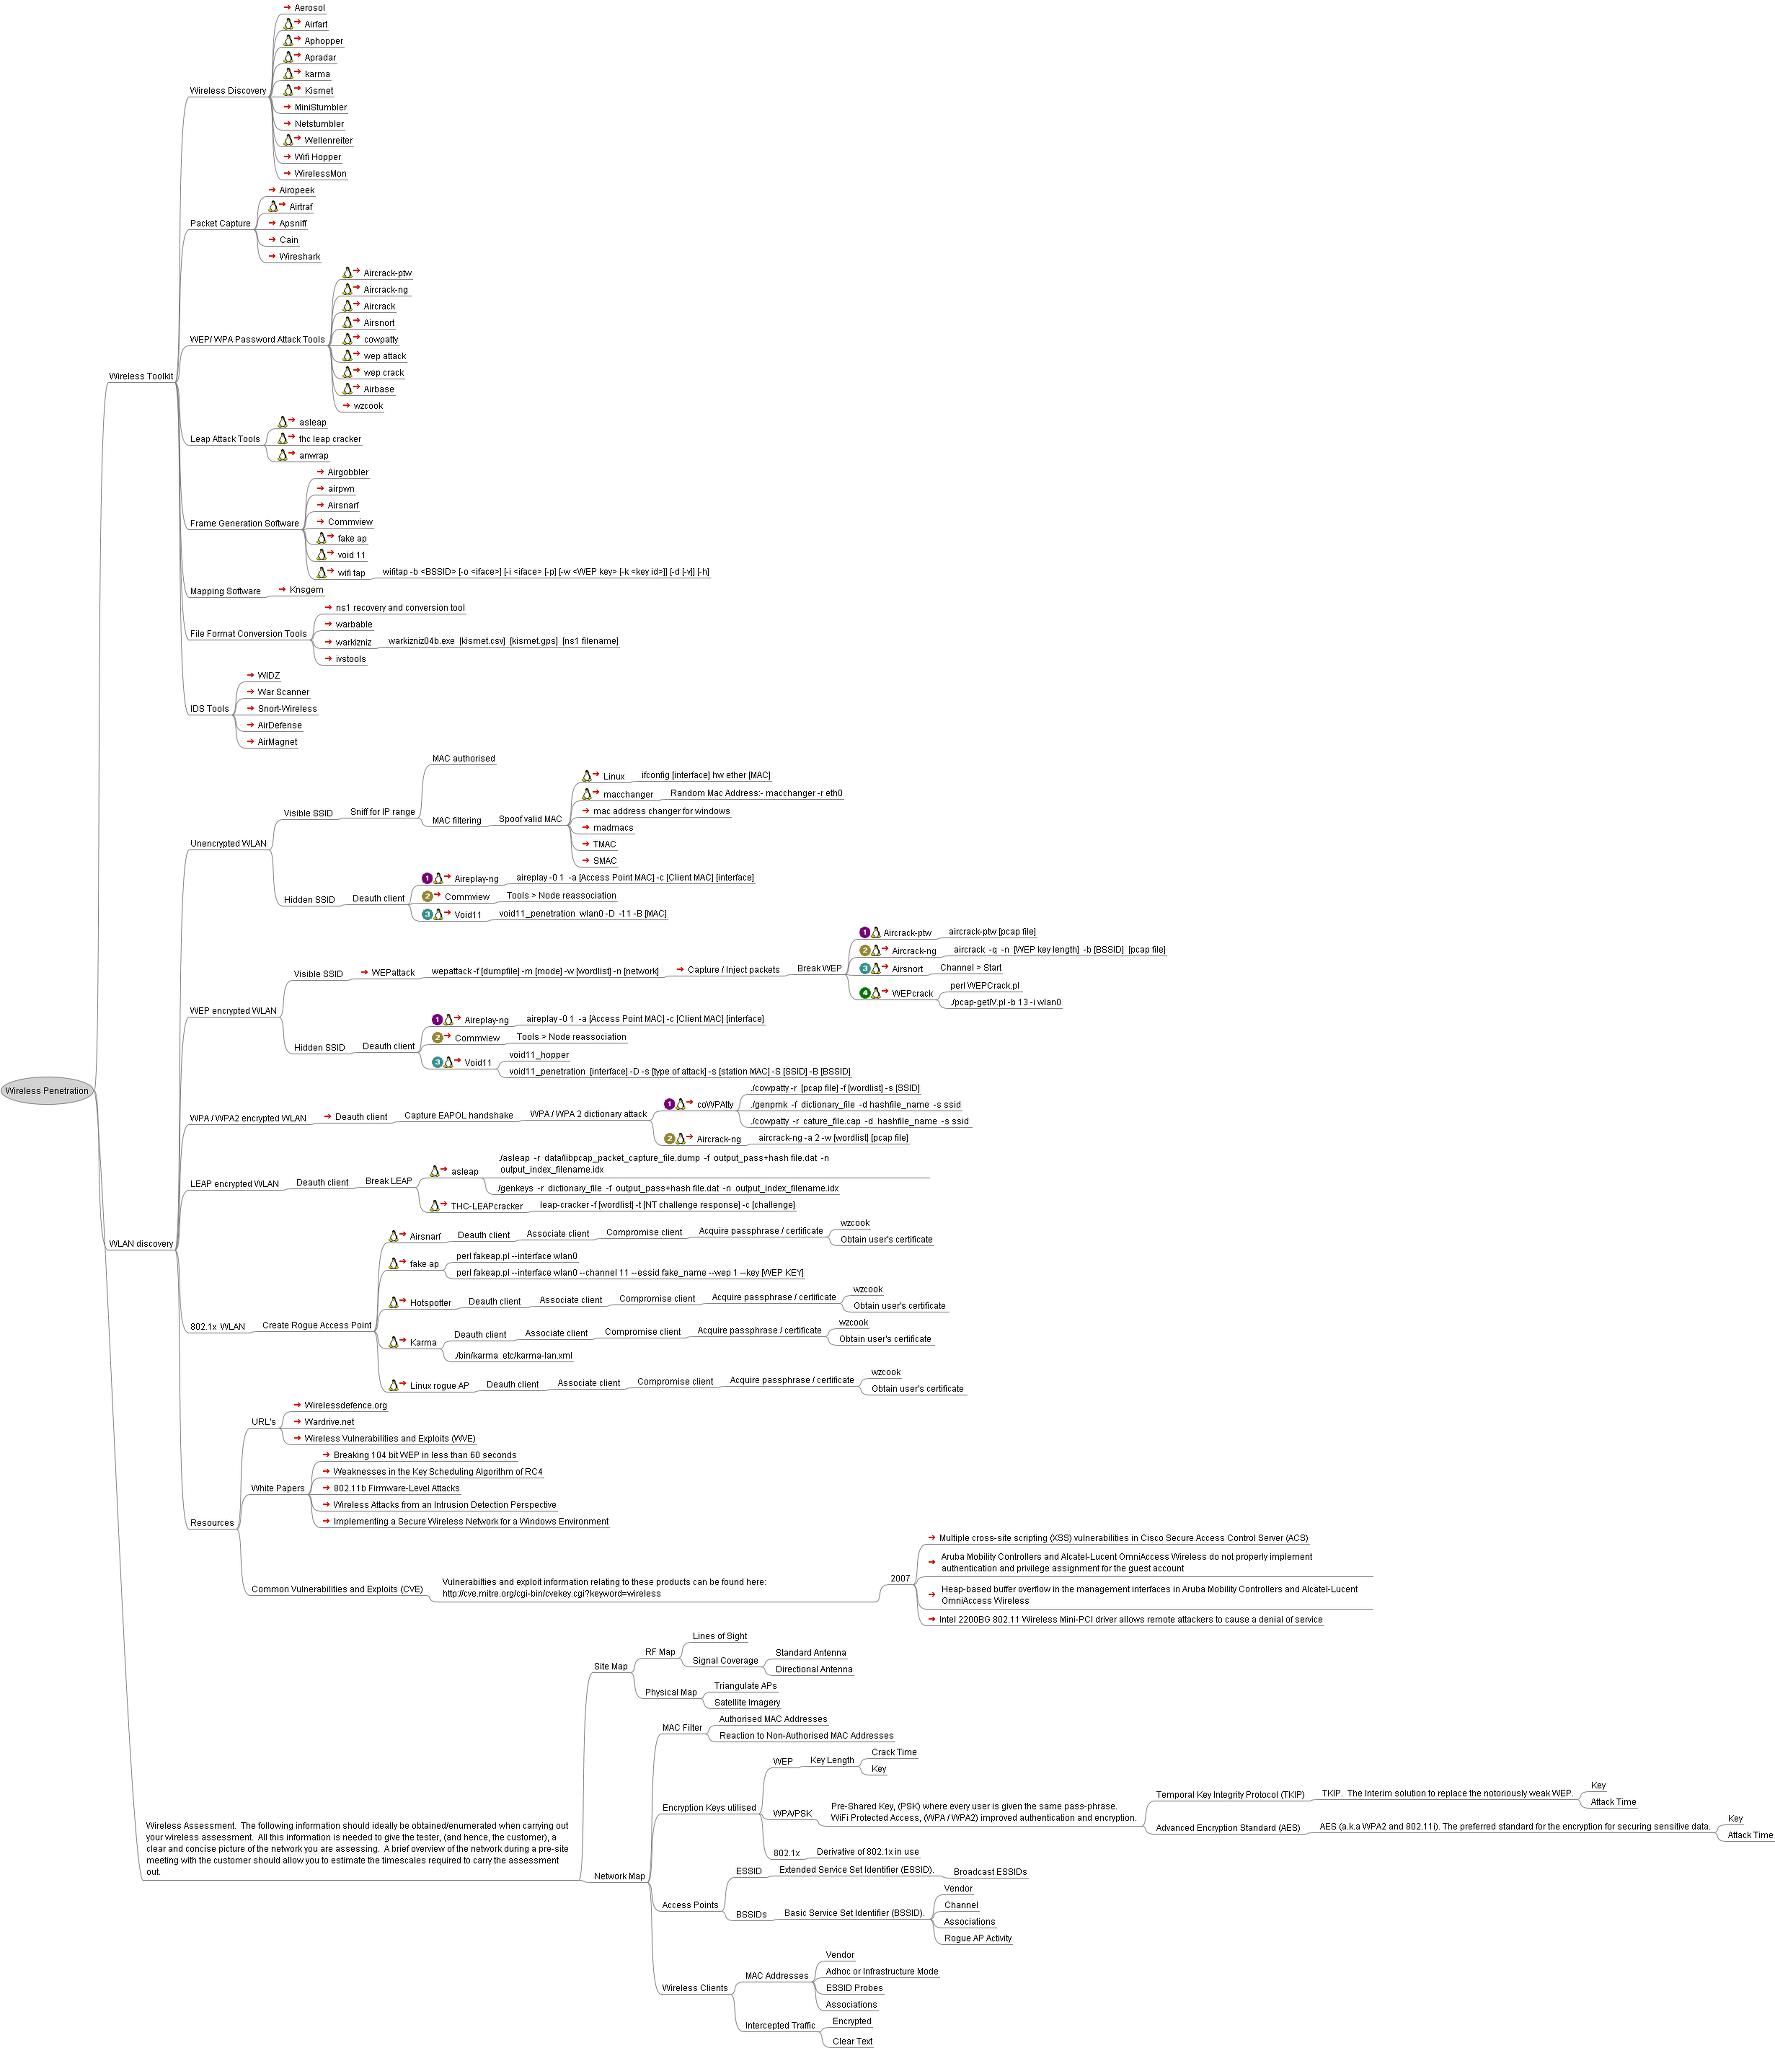 Wireless Penetration
Wireless Toolkit
Wireless Discovery
Aerosol
Airfart
Aphopper
Apradar
karma
Kismet
MiniStumbler
Netstumbler
Wellenreiter
Wifi Hopper
WirelessMon
Packet Capture
Airopeek
Airtraf
Apsniff
Cain
Wireshark
WEP/ WPA Password Attack Tools
Aircrack-ptw
Aircrack-ng
Aircrack
Airsnort
cowpatty
wep attack
wep crack
Airbase
wzcook
Leap Attack Tools
asleap
thc leap cracker
anwrap
Frame Generation Software
Airgobbler
airpwn
Airsnarf
Commview
fake ap
void 11
wifi tap
wifitap -b <BSSID> [-o <iface>] [-i <iface> [-p] [-w <WEP key> [-k <key id>]] [-d [-v]] [-h]
Mapping Software
Knsgem
File Format Conversion Tools
ns1 recovery and conversion tool
warbable
warkizniz
warkizniz04b.exe [kismet.csv] [kismet.gps] [ns1 filename]
ivstools
IDS Tools
WIDZ
War Scanner
Snort-Wireless
AirDefense
AirMagnet
WLAN discovery
Unencrypted WLAN
Visible SSID
Sniff for IP range
MAC authorised
MAC filtering
Spoof valid MAC
Linux
ifconfig [interface] hw ether [MAC]
macchanger
Random Mac Address:- macchanger -r eth0
mac address changer for windows
madmacs
TMAC
SMAC
Hidden SSID
Deauth client
1 Aireplay-ng
aireplay -0 1 -a [Access Point MAC] -c [Client MAC] [interface]
2 Commview
Tools > Node reassociation
3 Void11
void11_penetration wlan0 -D -t1 -B [MAC]
WEP encrypted WLAN
Visible SSID
WEPattack
wepattack -f [dumpfile] -m [mode] -w [wordlist] -n [network]
Capture / Inject packets
Break WEP
1 Aircrack-ptw
aircrack-ptw [pcap file]
2 Aircrack-ng
aircrack -q -n [WEP key length] -b [BSSID] [pcap file]
3 Airsnort
Channel > Start
4 WEPcrack
perl WEPCrack.pl
./pcap-getIV.pl -b 13 -i wlan0
Hidden SSID
Deauth client
1 Aireplay-ng
aireplay -0 1 -a [Access Point MAC] -c [Client MAC] [interface]
2 Commview
Tools > Node reassociation
3 Void11
void11_hopper
void11_penetration [interface] -D -s [type of attack] -s [station MAC] -S [SSID] -B [BSSID]
WPA / WPA2 encrypted WLAN
Deauth client
Capture EAPOL handshake
WPA / WPA 2 dictionary attack
1 coWPAtty
./cowpatty -r [pcap file] -f [wordlist] -s [SSID]
./genpmk -f dictionary_file -d hashfile_name -s ssid
./cowpatty -r cature_file.cap -d hashfile_name -s ssid
2 Aircrack-ng
aircrack-ng -a 2 -w [wordlist] [pcap file]
LEAP encrypted WLAN
Deauth client
Break LEAP
asleap
./asleap -r data/libpcap_packet_capture_file.dump -f output_pass+hash file.dat -n
output_index_filename.idx
./genkeys -r dictionary_file -f output_pass+hash file.dat -n output_index_filename.idx
THC-LEAPcracker
leap-cracker -f [wordlist] -t [NT challenge response] -c [challenge]
802.1x WLAN
Create Rogue Access Point
Airsnarf
Deauth client
Associate client
Compromise client
Acquire passphrase / certificate
wzcook
Obtain user's certificate
fake ap
perl fakeap.pl --interface wlan0
perl fakeap.pl --interface wlan0 --channel 11 --essid fake_name --wep 1 --key [WEP KEY]
Hotspotter
Deauth client
Associate client
Compromise client
Acquire passphrase / certificate
wzcook
Obtain user's certificate
Karma
Deauth client
Associate client
Compromise client
Acquire passphrase / certificate
wzcook
Obtain user's certificate
./bin/karma etc/karma-lan.xml
Linux rogue AP
Deauth client
Associate client
Compromise client
Acquire passphrase / certificate
wzcook
Obtain user's certificate
Resources
URL's
Wirelessdefence.org
Wardrive.net
Wireless Vulnerabilities and Exploits (WVE)
White Papers
Breaking 104 bit WEP in less than 60 seconds
Weaknesses in the Key Scheduling Algorithm of RC4
802.11b Firmware-Level Attacks
Wireless Attacks from an Intrusion Detection Perspective
Implementing a Secure Wireless Network for a Windows Environment
Common Vulnerabilities and Exploits (CVE)
Vulnerabilties and exploit information relating to these products can be found here:
http://cve.mitre.org/cgi-bin/cvekey.cgi?keyword=wireless
2007
Multiple cross-site scripting (XSS) vulnerabilities in Cisco Secure Access Control Server (ACS)
Aruba Mobility Controllers and Alcatel-Lucent OmniAccess Wireless do not properly implement
authentication and privilege assignment for the guest account
Heap-based buffer overflow in the management interfaces in Aruba Mobility Controllers and Alcatel-Lucent
OmniAccess Wireless
Intel 2200BG 802.11 Wireless Mini-PCI driver allows remote attackers to cause a denial of service
Wireless Assessment. The following information should ideally be obtained/enumerated when carrying out
your wireless assessment. All this information is needed to give the tester, (and hence, the customer), a
clear and concise picture of the network you are assessing. A brief overview of the network during a pre-site
meeting with the customer should allow you to estimate the timescales required to carry the assessment
out.
Site Map
RF Map
Lines of Sight
Signal Coverage
Standard Antenna
Directional Antenna
Physical Map
Triangulate APs
Satellite Imagery
Network Map
MAC Filter
Authorised MAC Addresses
Reaction to Non-Authorised MAC Addresses
Encryption Keys utilised
WEP
Key Length
Crack Time
Key
WPA/PSK
Pre-Shared Key, (PSK) where every user is given the same pass-phrase.
WiFi Protected Access, (WPA / WPA2) improved authentication and encryption.
Temporal Key Integrity Protocol (TKIP)
TKIP. The Interim solution to replace the notoriously weak WEP.
Key
Attack Time
Advanced Encryption Standard (AES)
AES (a.k.a WPA2 and 802.11i). The preferred standard for the encryption for securing sensitive data.
Key
Attack Time
802.1x
Derivative of 802.1x in use
Access Points
ESSID
Extended Service Set Identifier (ESSID).
Broadcast ESSIDs
BSSIDs
Basic Service Set Identifier (BSSID).
Vendor
Channel
Associations
Rogue AP Activity
Wireless Clients
MAC Addresses
Vendor
Adhoc or Infrastructure Mode
ESSID Probes
Associations
Intercepted Traffic
Encrypted
Clear Text